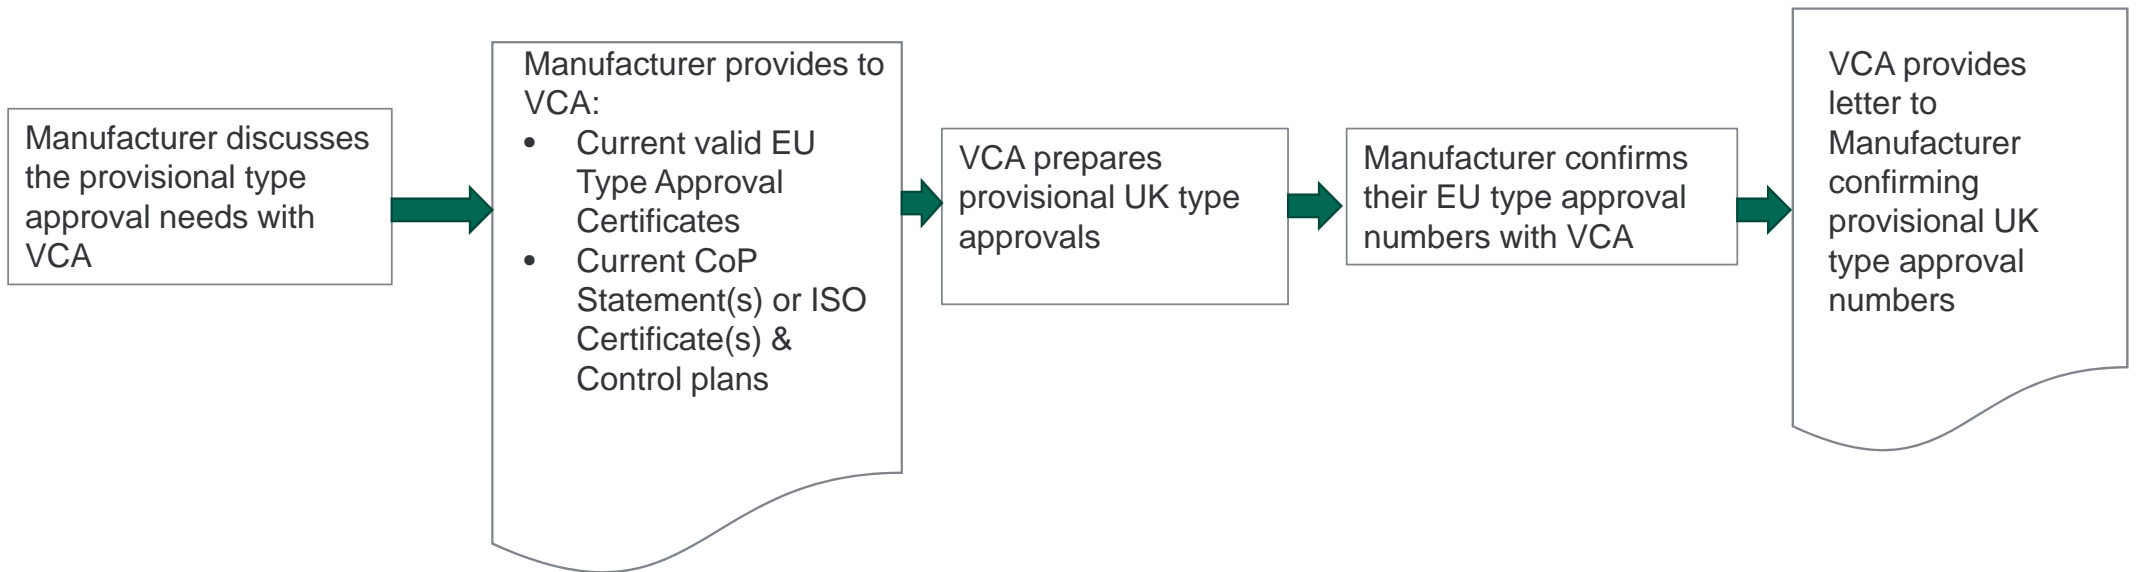 Manufacturer discusses
the provisional type
approval needs with
VCA
Manufacturer provides to
VCA:
• Current valid EU
Type Approval
Certificates
• Current CoP
Statement(s) or ISO
Certificate(s) &
Control plans
VCA prepares
provisional UK type
approvals
Manufacturer confirms
their EU type approval
numbers with VCA
VCA provides
letter to
Manufacturer
confirming
provisional UK
type approval
numbers